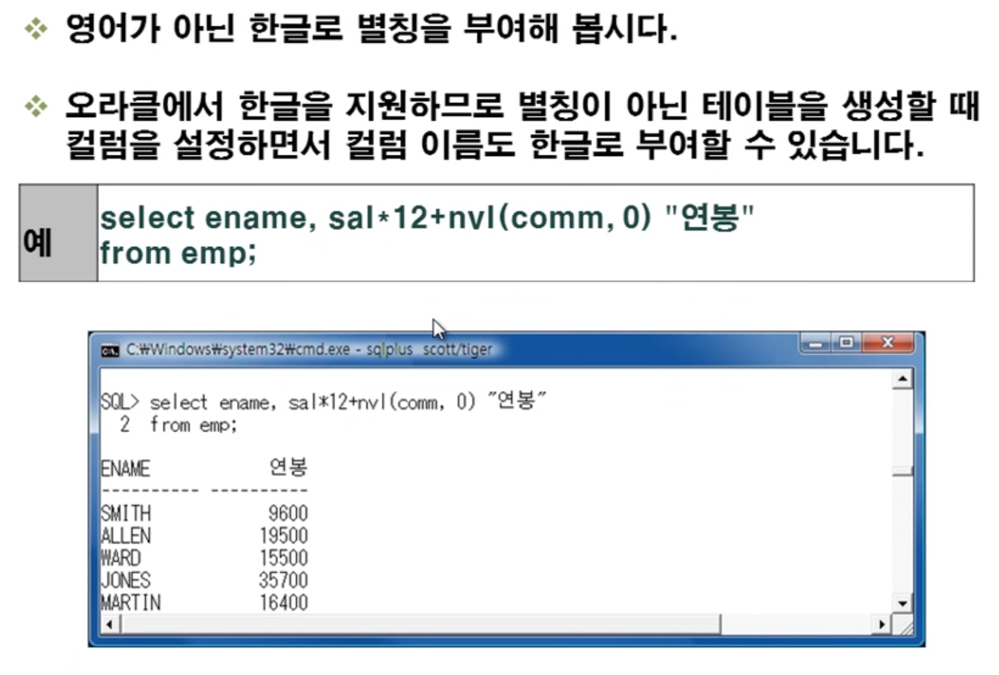 영어가 아닌 한글로 별칭을 부여해 봅시다.
오라클에서 한글을 지원하므로 별칭이 아닌 테이블을 생성할 때
컬럼을 설정하면서 컬럼 이름도 한글로 부여할 수 있습니다.
예
select ename, sal*12+nvl(comm, 0) "연봉"
from emp;
C:₩Windows₩system32₩cmd.exe - sqlplus scott/tiger
SQL> select ename, sal*12+nvl(comm, 0) "연봉"
2 from emp;
ENAME 연봉
---------- ----------
SMITH 9600
ALLEN 19500
WARD 15500
JONES 35700
MARTIN 16400